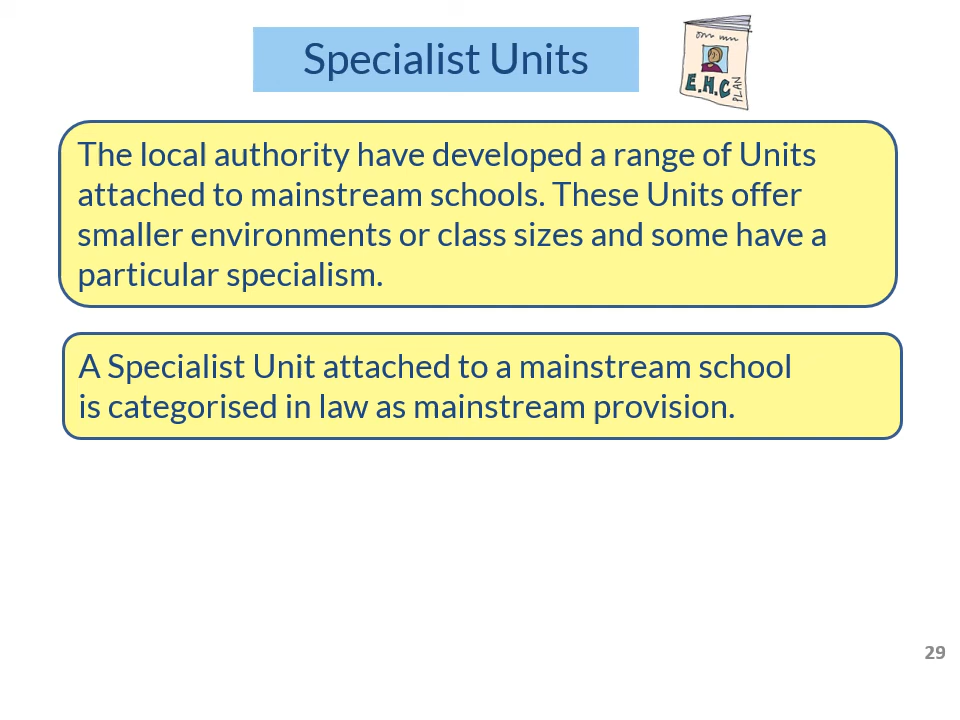 Specialist Units
E.H.C
PLAN
The local authority have developed a range of Units
attached to mainstream schools. These Units offer
smaller environments or class sizes and some have a
particular specialism.
A Specialist Unit attached to a mainstream school
is categorised in law as mainstream provision.
29